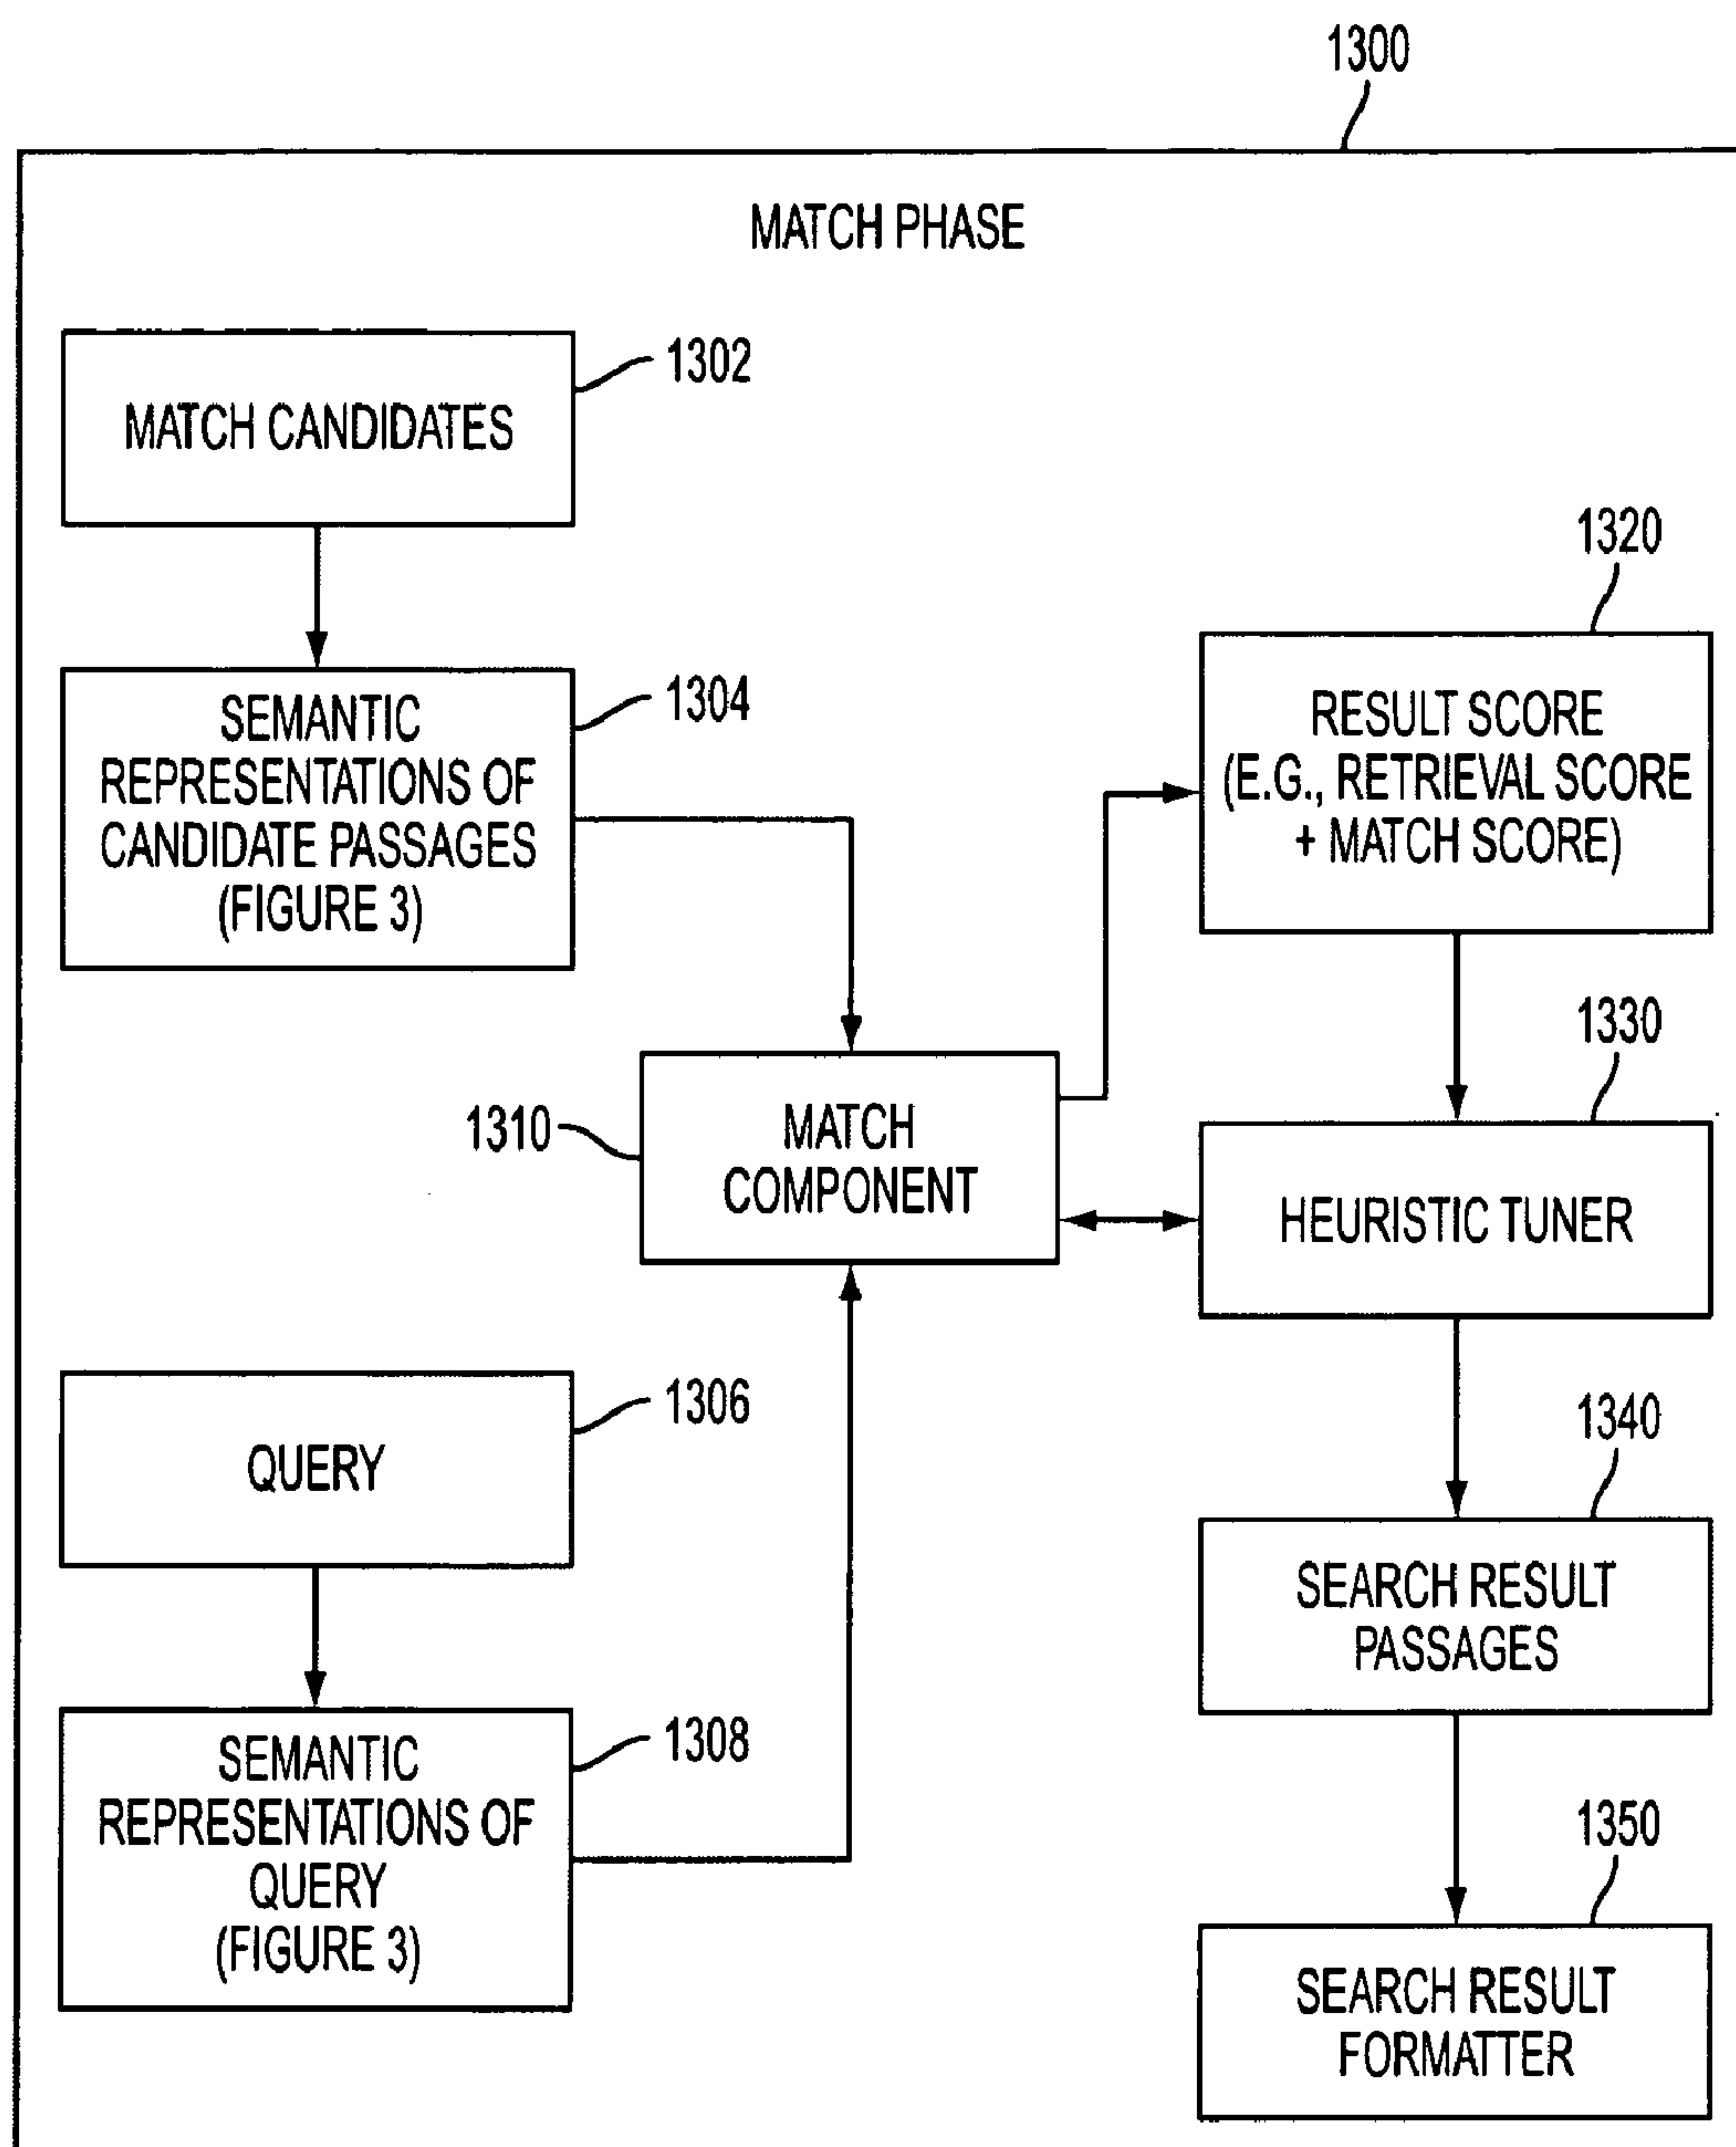 1300
MATCH PHASE
1302
MATCH CANDIDATES
1304
SEMANTIC
REPRESENTATIONS OF
CANDIDATE PASSAGES
(FIGURE 3)
1310
MATCH
COMPONENT
1306
QUERY
1308
SEMANTIC
REPRESENTATIONS OF
QUERY
(FIGURE 3)
1320
RESULT SCORE
(E.G., RETRIEVAL SCORE
+ MATCH SCORE)
1330
HEURISTIC TUNER
1340
SEARCH RESULT
PASSAGES
1350
SEARCH RESULT
FORMATTER